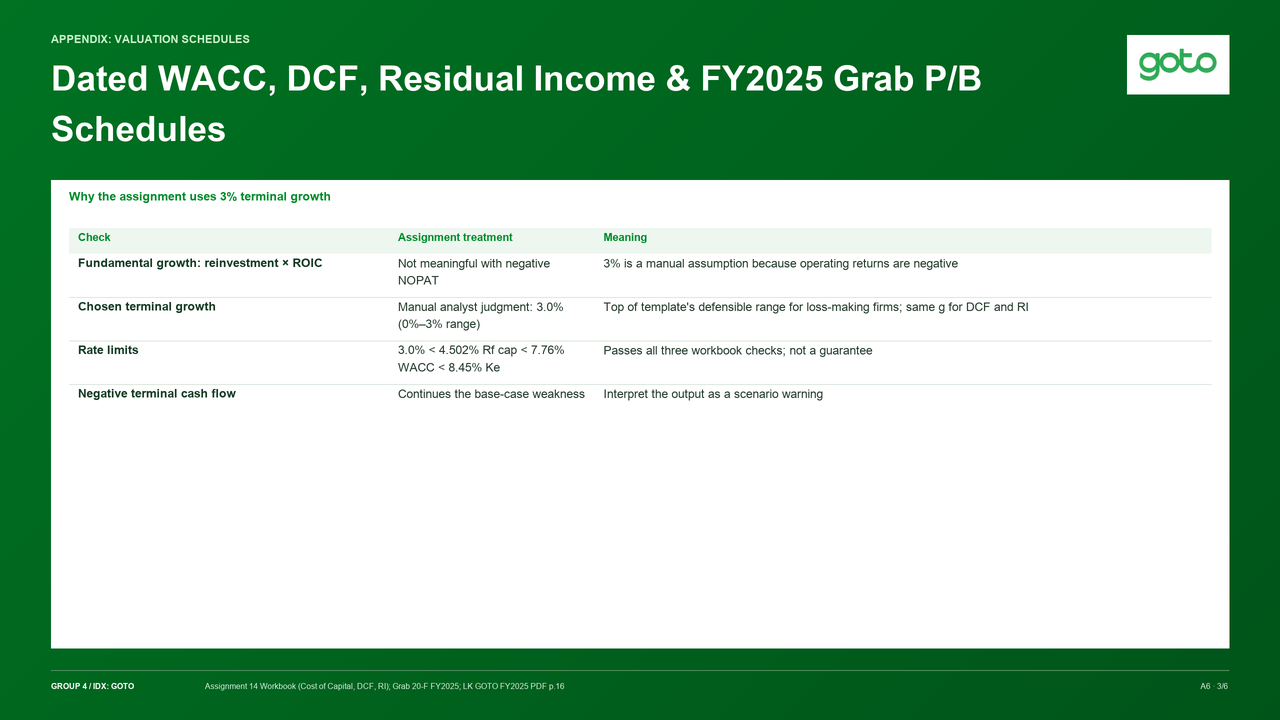 APPENDIX: VALUATION SCHEDULES
Dated WACC, DCF, Residual Income & FY2025 Grab P/B
Schedules
goto
Why the assignment uses 3% terminal growth
Check Assignment treatment Meaning
Fundamental growth: reinvestment × ROIC Not meaningful with negative 3% is a manual assumption because operating returns are negative
NOPAT
Chosen terminal growth Manual analyst judgment: 3.0% Top of template's defensible range for loss-making firms; same g for DCF and RI
(0%–3% range)
Rate limits 3.0% < 4.502% Rf cap < 7.76% Passes all three workbook checks; not a guarantee
WACC < 8.45% Ke
Negative terminal cash flow Continues the base-case weakness Interpret the output as a scenario warning
GROUP 4 / IDX: GOTO Assignment 14 Workbook (Cost of Capital, DCF, RI); Grab 20-F FY2025; LK GOTO FY2025 PDF p.16 A6 · 3/6